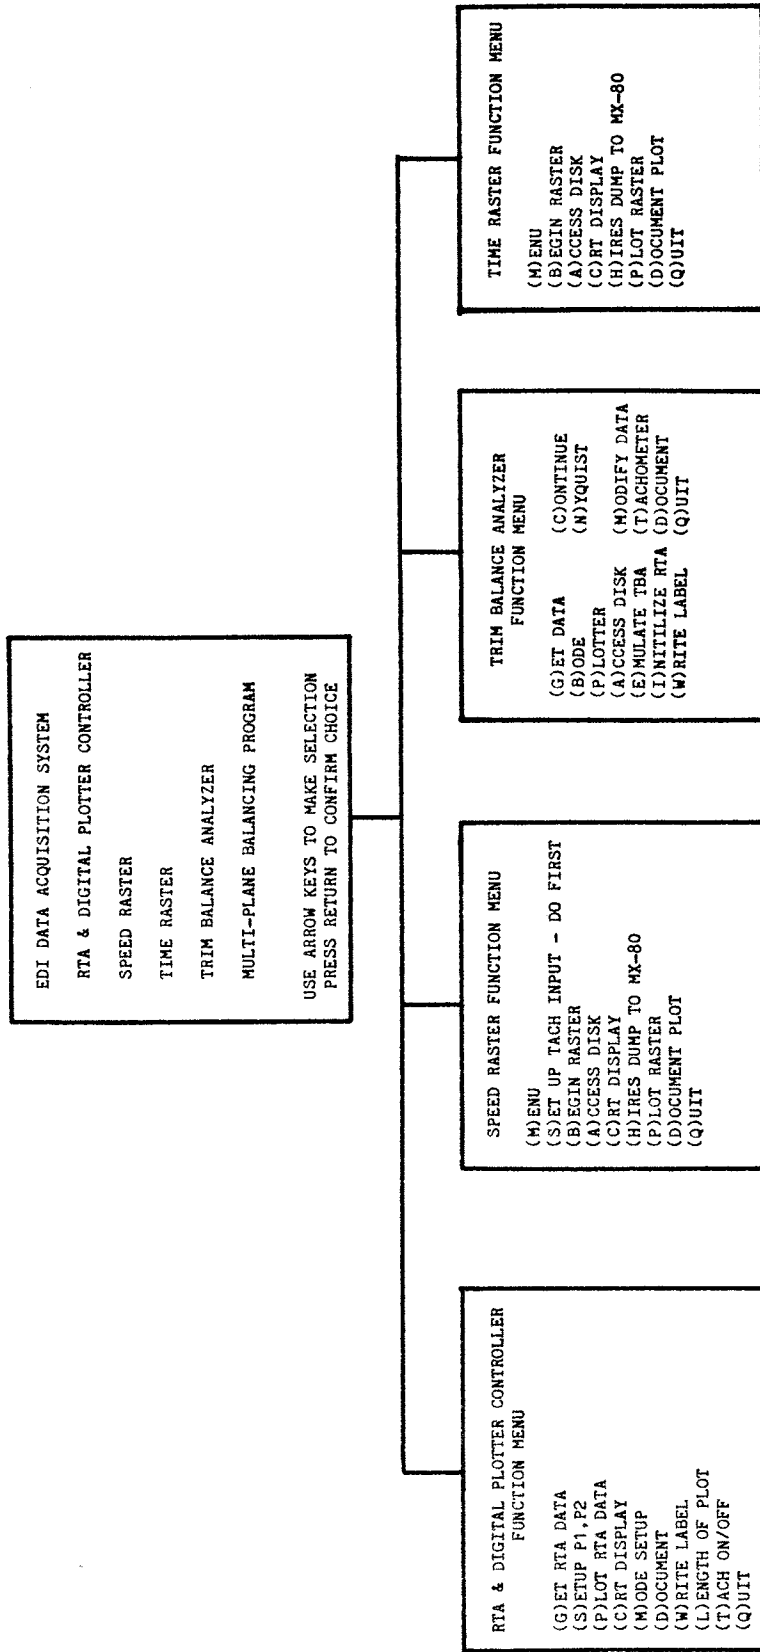 EDI DATA ACQUISITION SYSTEM
RTA & DIGITAL PLOTTER CONTROLLER
SPEED RASTER
TIME RASTER
TRIM BALANCE ANALYZER
MULTI-PLANE BALANCING PROGRAM
USE ARROW KEYS TO MAKE SELECTION
PRESS RETURN TO CONFIRM CHOICE
RTA & DIGITAL PLOTTER CONTROLLER
FUNCTION MENU
(G)ET RTA DATA
(S)ETUP P1,P2
(P)LOT RTA DATA
(C)RT DISPLAY
(M)ODE SETUP
(D)OCUMENT
(W)RITE LABEL
(L)ENGTH OF PLOT
(T)ACH ON/OFF
(Q)UIT
SPEED RASTER FUNCTION MENU
(M)ENU
(S)ET UP TACH INPUT - DO FIRST
(B)EGIN RASTER
(A)CCESS DISK
(C)RT DISPLAY
(H)IRES DUMP TO MX-80
(P)LOT RASTER
(D)OCUMENT PLOT
(Q)UIT
TRIM BALANCE ANALYZER
FUNCTION MENU
(G)ET DATA (C)ONTINUE
(B)ODE (N)YQUIST
(P)LOTTER
(A)CCESS DISK (M)ODIFY DATA
(E)MULATE TBA (T)ACHOMETER
(I)NITILIZE RTA (D)OCUMENT
(W)RITE LABEL (Q)UIT
TIME RASTER FUNCTION MENU
(M)ENU
(B)EGIN RASTER
(A)CCESS DISK
(C)RT DISPLAY
(H)IRES DUMP TO MX-80
(P)LOT RASTER
(D)OCUMENT PLOT
(Q)UIT